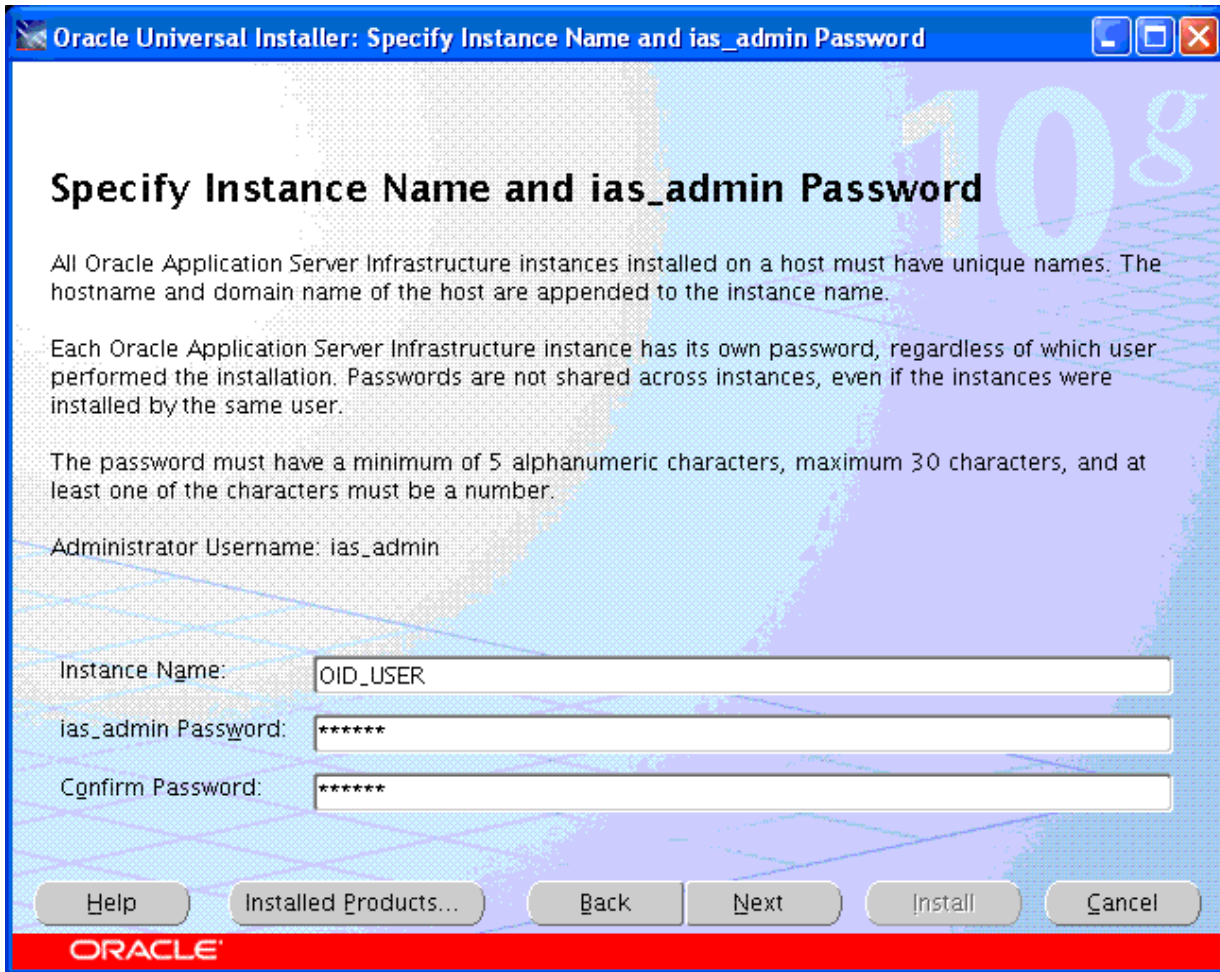 Oracle Universal Installer: Specify Instance Name and ias_admin Password
10g
Specify Instance Name and ias_admin Password
All Oracle Application Server Infrastructure instances installed on a host must have unique names. The
hostname and domain name of the host are appended to the instance name.
Each Oracle Application Server Infrastructure instance has its own password, regardless of which user
performed the installation. Passwords are not shared across instances, even if the instances were
installed by the same user.
The password must have a minimum of 5 alphanumeric characters, maximum 30 characters, and at
least one of the characters must be a number.
Administrator Username: ias_admin
Instance Name: OID_USER
ias_admin Password: ******
Confirm Password: ******
Help Installed Products... Back Next Install Cancel
ORACLE